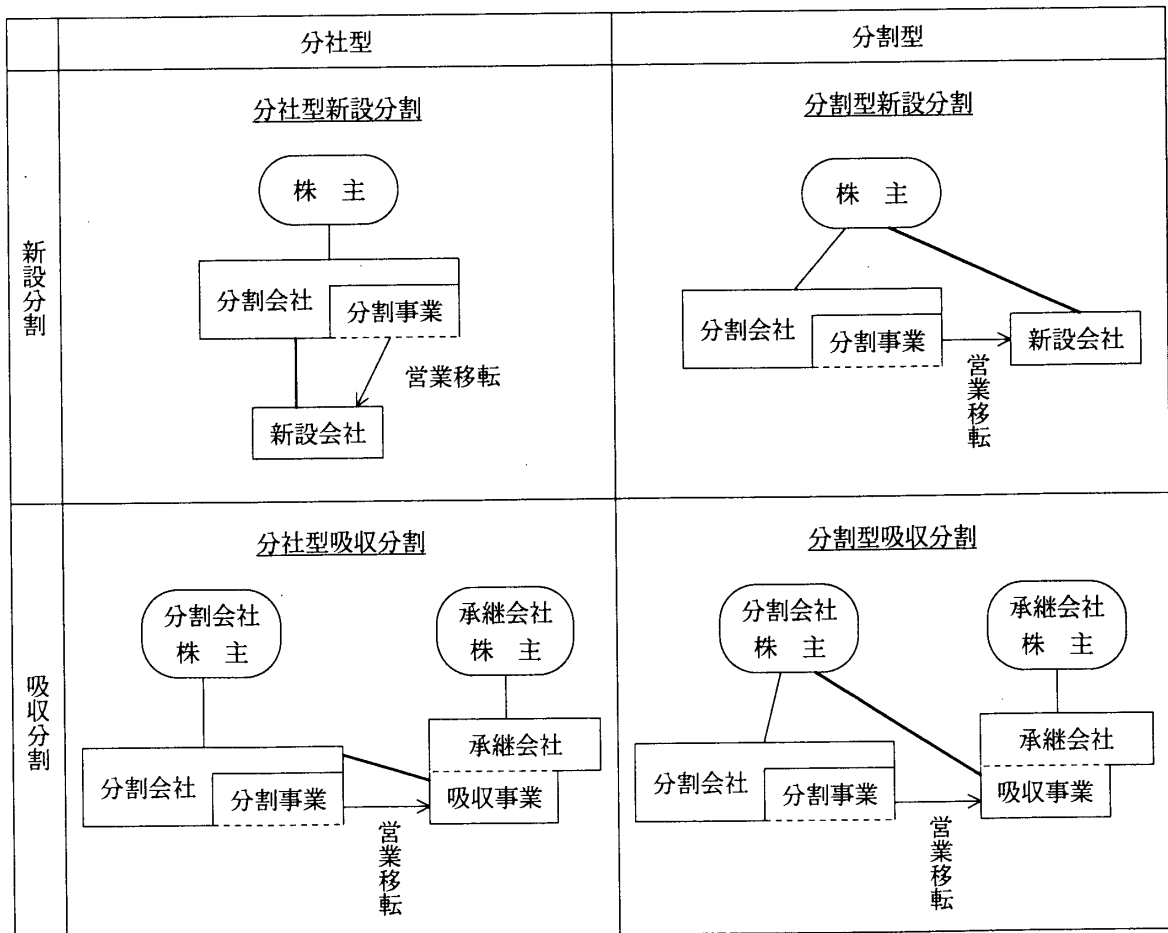 分社型
分割型
新設分割
分社型新設分割
株 主
分割会社
分割事業
営業移転
新設会社
分割型新設分割
株 主
分割会社
分割事業
営業移転
新設会社
吸収分割
分社型吸収分割
分割会社
株 主
承継会社
株 主
承継会社
分割会社
分割事業
吸収事業
営業移転
分割型吸収分割
分割会社
株 主
承継会社
株 主
承継会社
分割会社
分割事業
吸収事業
営業移転